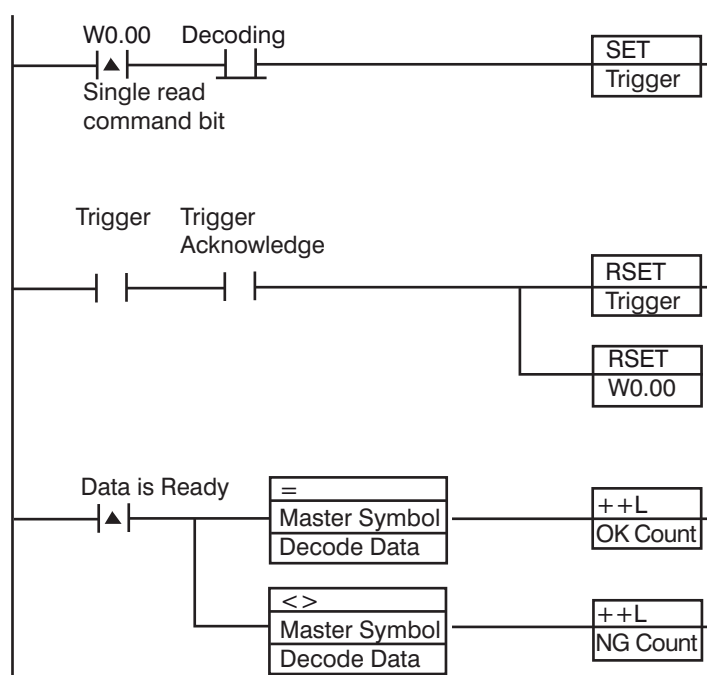 W0.00 Decoding
SET
Trigger
Single read
command bit
Trigger Trigger
Acknowledge
RSET
Trigger
RSET
W0.00
Data is Ready
=
Master Symbol
Decode Data
++L
OK Count
<>
Master Symbol
Decode Data
++L
NG Count